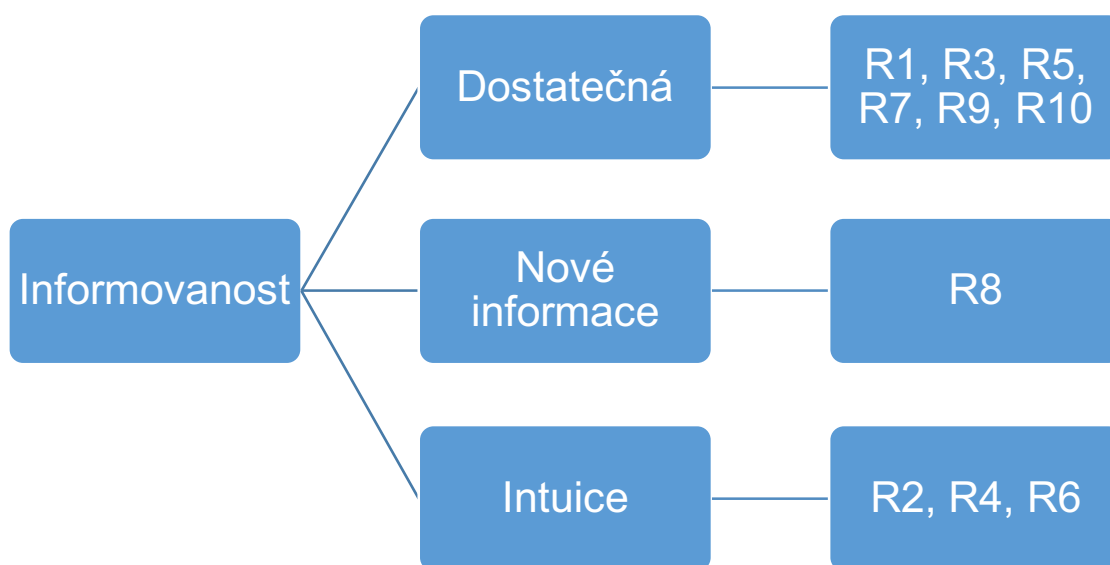 Informovanost
Dostatečná
R1, R3, R5,
R7, R9, R10
Nové
informace
R8
Intuice
R2, R4, R6